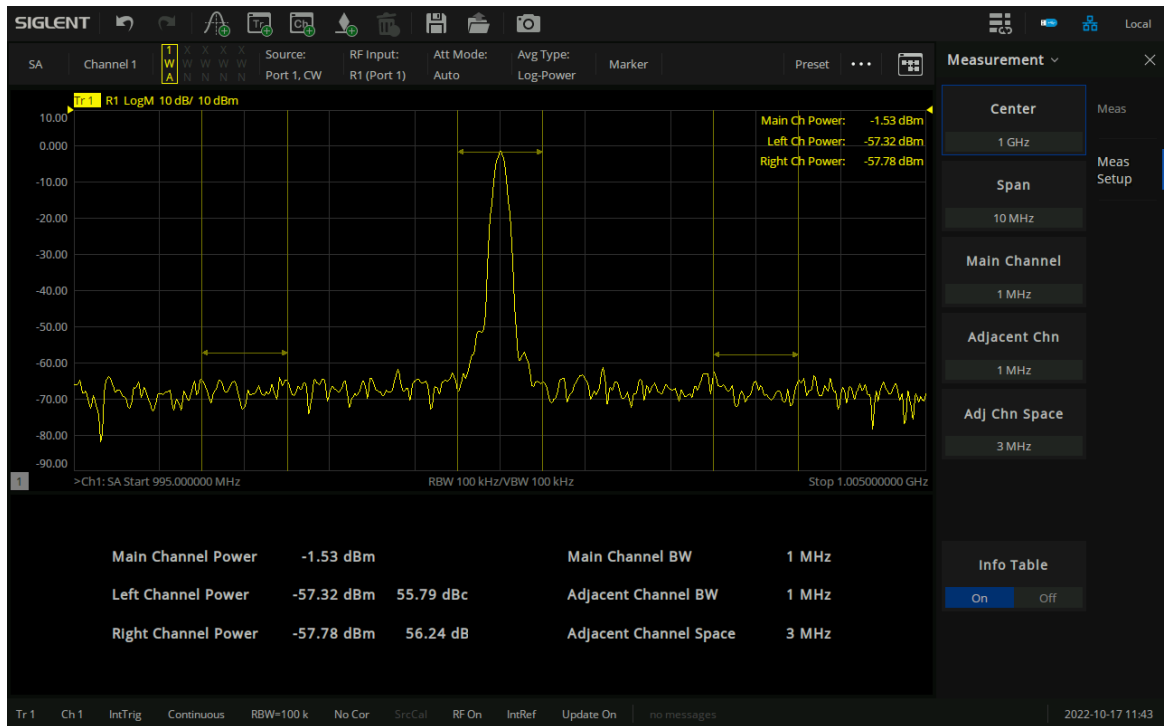 SIGLENT Tr Ch Local
SA Channel 1 1 X X X X Source: RF Input: Att Mode: Avg Type: Marker Preset ••• Measurement
W W W W W
A N N N N Port 1, CW R1 (Port 1) Auto Log-Power
Tr 1 R1 LogM 10 dB/ 10 dBm
10.00
0.000
-10.00
-20.00
-30.00
-40.00
-50.00
-60.00
-70.00
-80.00
-90.00
Main Ch Power: -1.53 dBm
Left Ch Power: -57.32 dBm
Right Ch Power: -57.78 dBm
1 >Ch1: SA Start 995.000000 MHz RBW 100 kHz/VBW 100 kHz Stop 1.005000000 GHz
Center
1 GHz
Span
10 MHz
Main Channel
1 MHz
Adjacent Chn
1 MHz
Adj Chn Space
3 MHz
Info Table
On Off
Meas
Meas
Setup
Main Channel Power -1.53 dBm Main Channel BW 1 MHz
Left Channel Power -57.32 dBm 55.79 dBc Adjacent Channel BW 1 MHz
Right Channel Power -57.78 dBm 56.24 dB Adjacent Channel Space 3 MHz
Tr 1 Ch 1 IntTrig Continuous RBW=100 k No Cor SrcCal RF On IntRef Update On no messages 2022-10-17 11:43